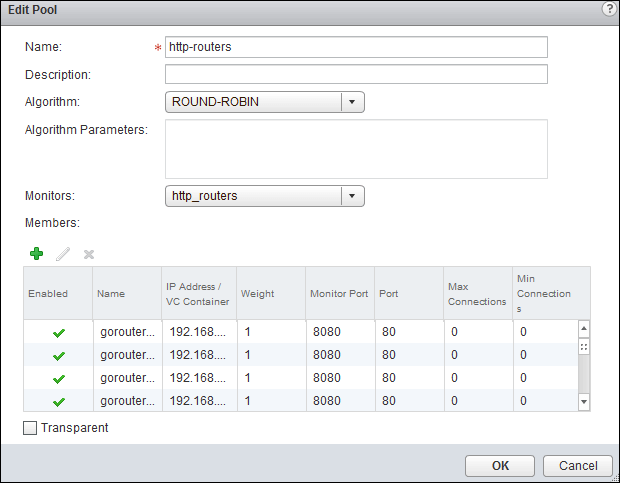 Edit Pool ?
Name: * http-routers
Description:
Algorithm: ROUND-ROBIN
Algorithm Parameters:
Monitors: http_routers
Members:
Enabled Name IP Address / VC Container Weight Monitor Port Port Max Connections Min Connection s
gorouter... 192.168.... 1 8080 80 0 0
gorouter... 192.168.... 1 8080 80 0 0
gorouter... 192.168.... 1 8080 80 0 0
gorouter... 192.168.... 1 8080 80 0 0
Transparent
OK Cancel